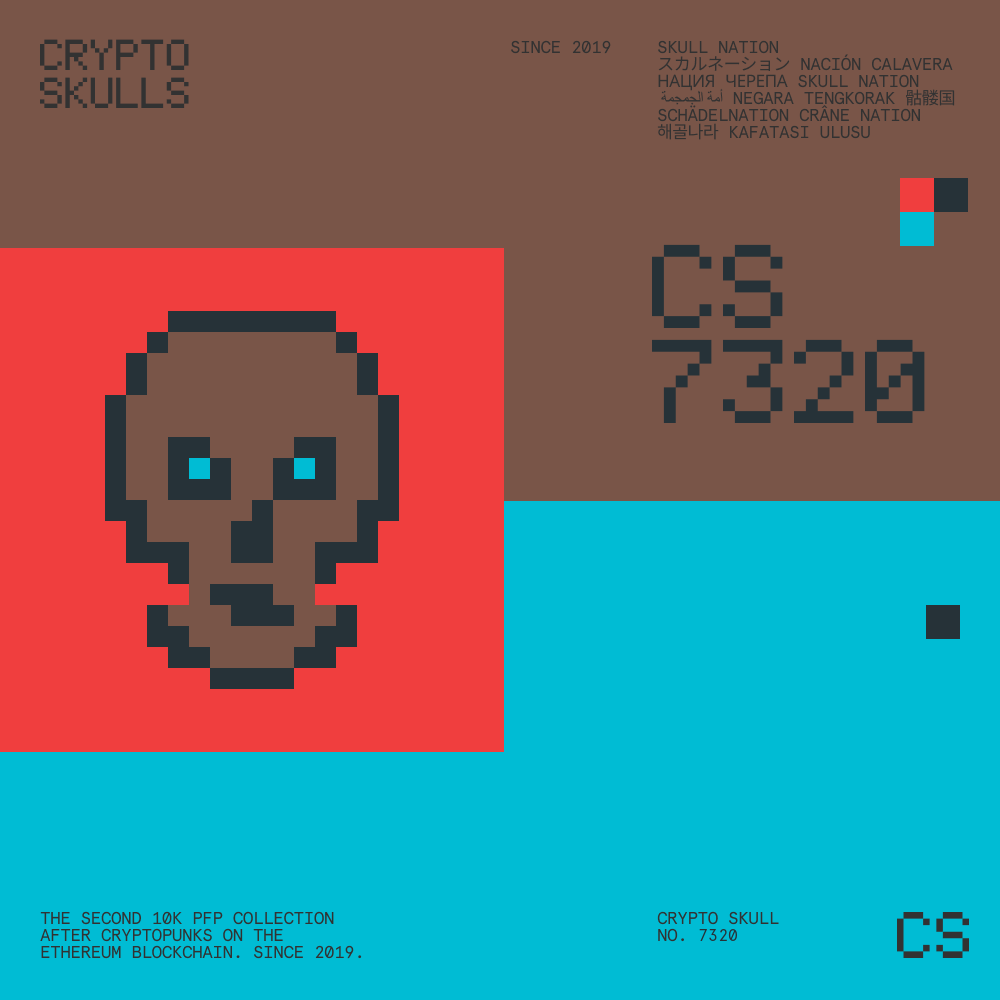 CRYPTO
SKULLS
SINCE 2019
SKULL NATION
スカルネーション NACIÓN CALAVERA
НАЦИЯ ЧЕРЕПА SKULL NATION
أمة الجمجمة NEGARA TENGKORAK 骷髅国
SCHÄDELNATION CRÂNE NATION
해골나라 KAFATASI ULUSU
CS
7320
THE SECOND 10K PFP COLLECTION
AFTER CRYPTOPUNKS ON THE
ETHEREUM BLOCKCHAIN. SINCE 2019.
CRYPTO SKULL
NO. 7320
CS